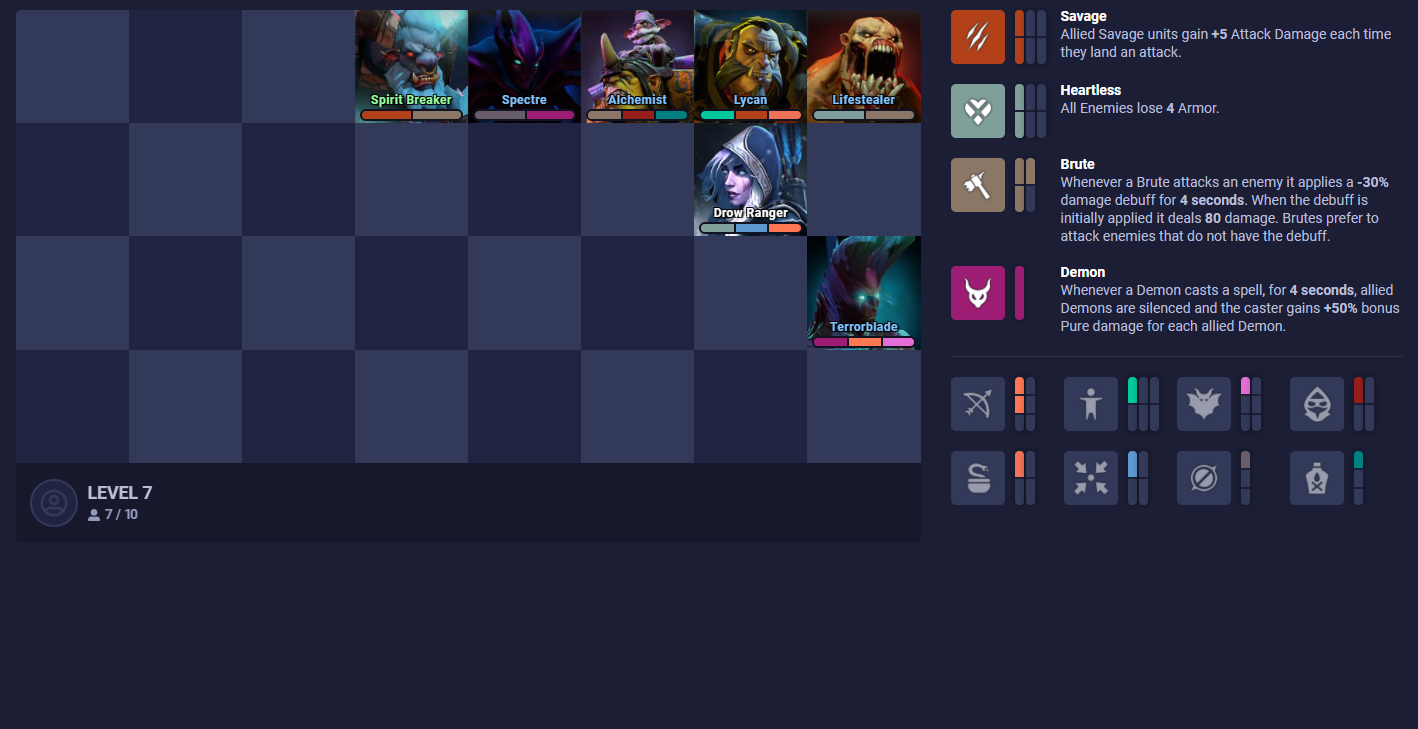 Spirit Breaker
Spectre
Alchemist
Lycan
Lifestealer
Drow Ranger
Terrorblade
LEVEL 7
7 / 10
Savage
Allied Savage units gain +5 Attack Damage each time
they land an attack.
Heartless
All Enemies lose 4 Armor.
Brute
Whenever a Brute attacks an enemy it applies a -30%
damage debuff for 4 seconds. When the debuff is
initially applied it deals 80 damage. Brutes prefer to
attack enemies that do not have the debuff.
Demon
Whenever a Demon casts a spell, for 4 seconds, allied
Demons are silenced and the caster gains +50% bonus
Pure damage for each allied Demon.